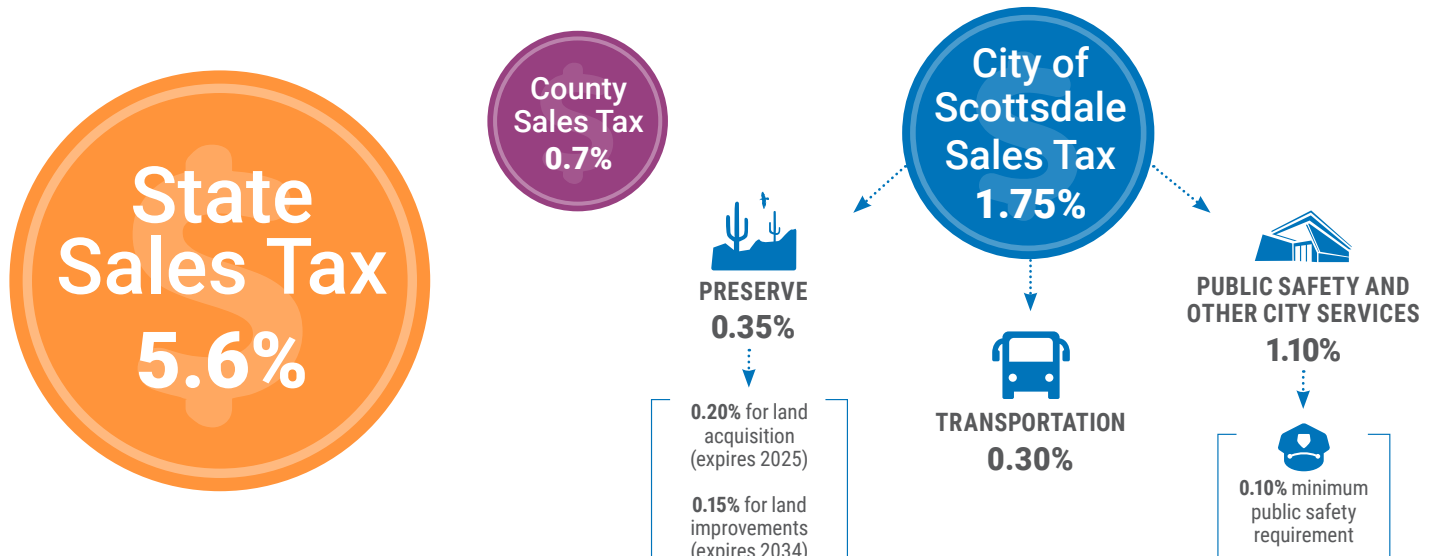 State
Sales Tax
5.6%
County
Sales Tax
0.7%
City of
Scottsdale
Sales Tax
1.75%
PRESERVE
0.35%
0.20% for land
acquisition
(expires 2025)
0.15% for land
improvements
(expires 2034)
TRANSPORTATION
0.30%
PUBLIC SAFETY AND
OTHER CITY SERVICES
1.10%
0.10% minimum
public safety
requirement